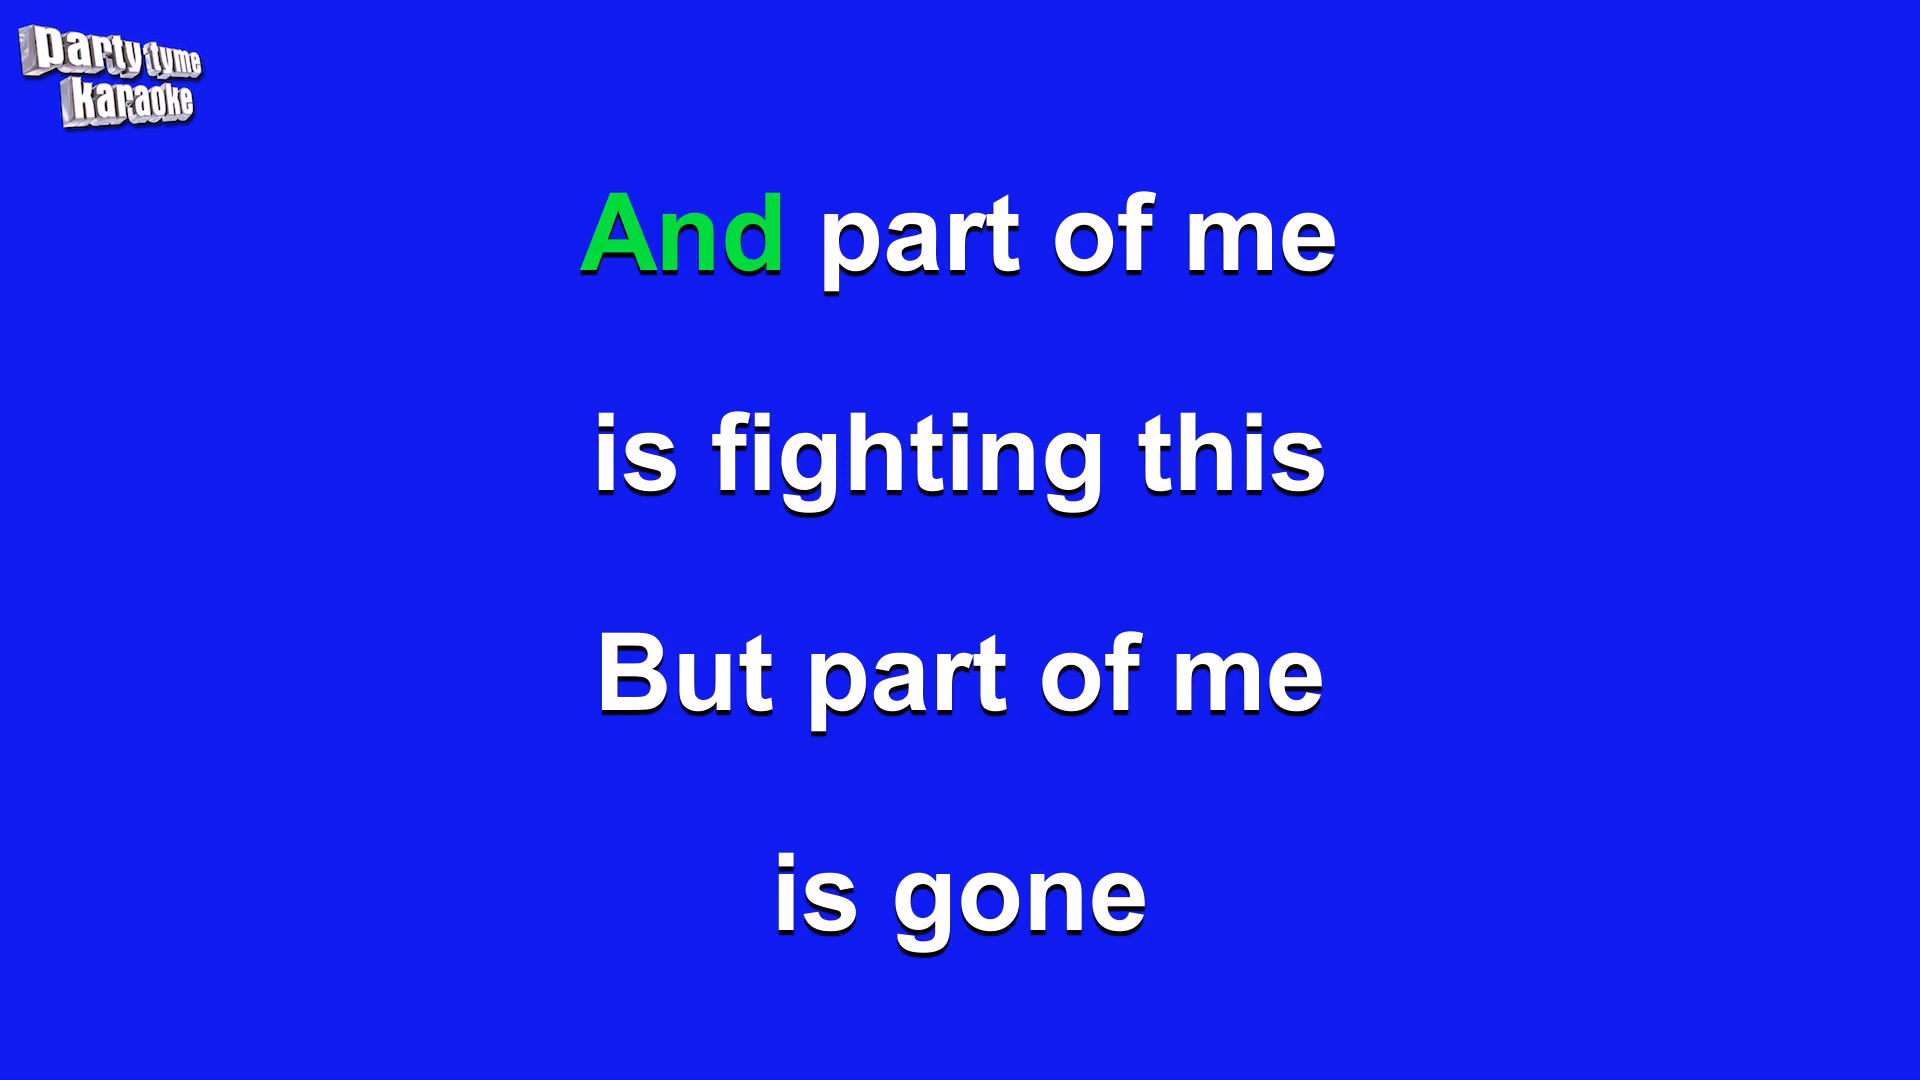 party tyme
karaoke
And part of me
is fighting this
But part of me
is gone